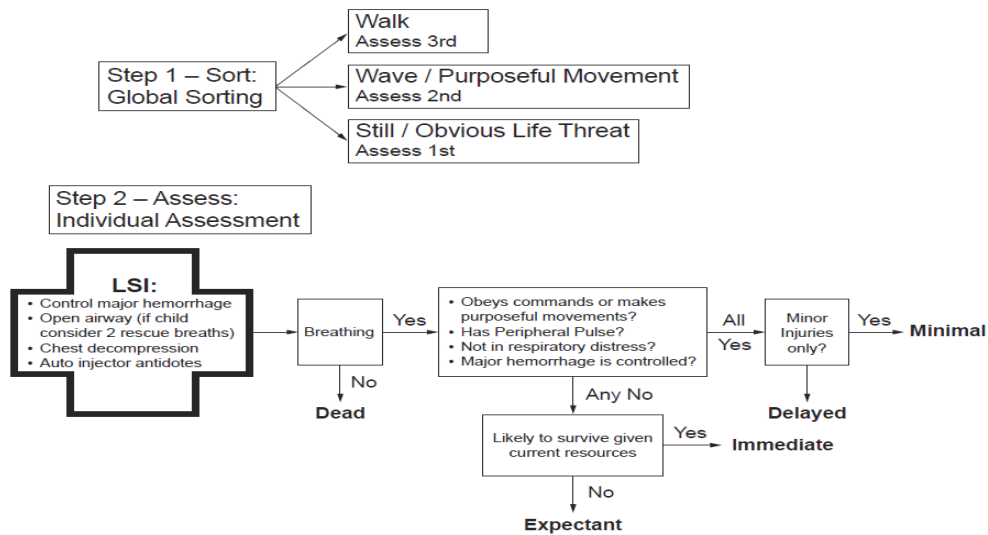 Walk
Assess 3rd
Step 1 – Sort:
Global Sorting
Wave / Purposeful Movement
Assess 2nd
Still / Obvious Life Threat
Assess 1st
Step 2 – Assess:
Individual Assessment
LSI:
• Control major hemorrhage
• Open airway (if child
consider 2 rescue breaths)
• Chest decompression
• Auto injector antidotes
Breathing
Yes
No
Dead
• Obeys commands or makes
purposeful movements?
• Has Peripheral Pulse?
• Not in respiratory distress?
• Major hemorrhage is controlled?
All
Yes
Minor
Injuries
only?
Yes
Minimal
Delayed
Any No
Likely to survive given
current resources
Yes
Immediate
No
Expectant